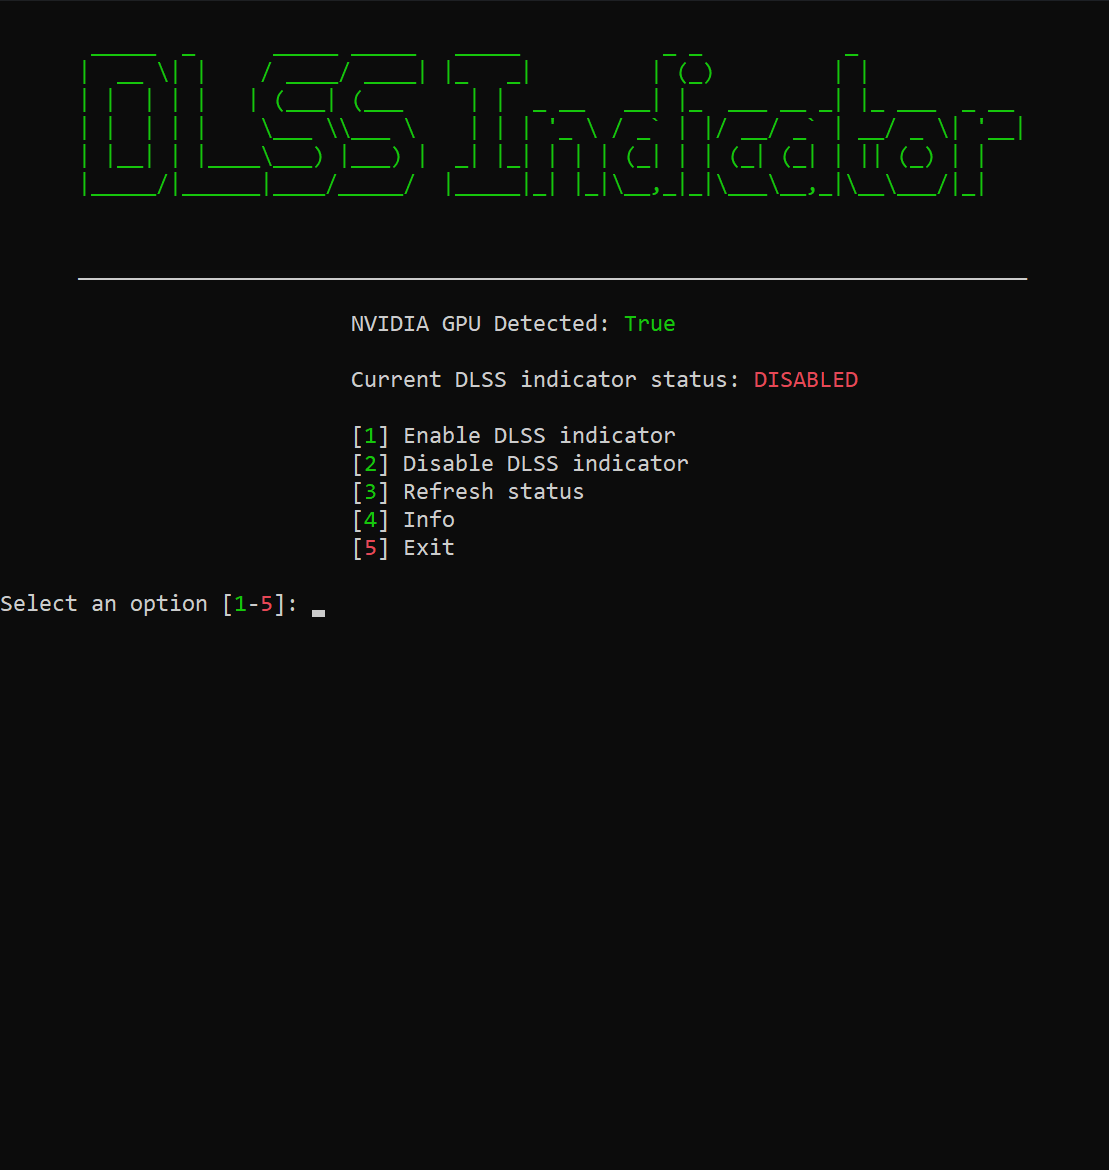 DLSS Indicator
NVIDIA GPU Detected: True
Current DLSS indicator status: DISABLED
[1] Enable DLSS indicator
[2] Disable DLSS indicator
[3] Refresh status
[4] Info
[5] Exit
Select an option [1-5]: